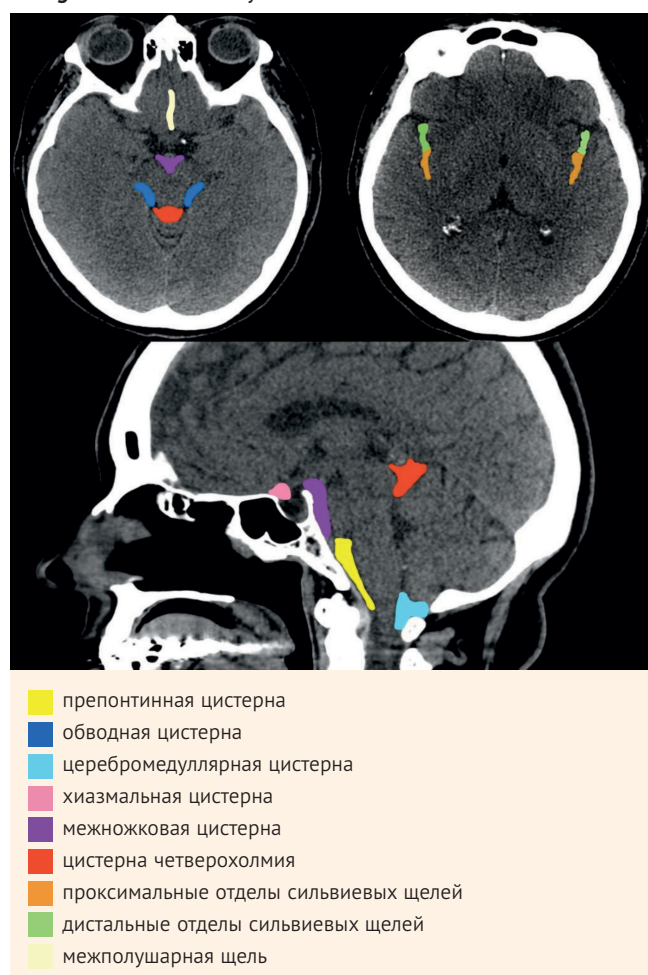 препонтинная цистерна
обводная цистерна
церебромедуллярная цистерна
хиазмальная цистерна
межножковая цистерна
цистерна четверохолмия
проксимальные отделы сильвиевых щелей
дистальные отделы сильвиевых щелей
межполушарная щель